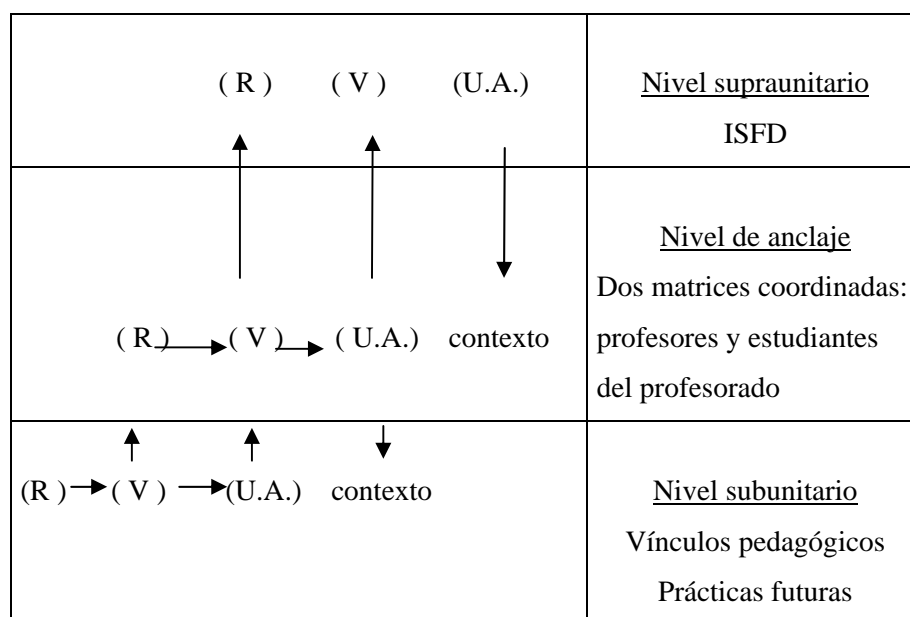 ( R ) ( V ) (U.A.)
Nivel supraunitario
ISFD
Nivel de anclaje
Dos matrices coordinadas:
( R ) ( V ) ( U.A.) contexto
profesores y estudiantes
del profesorado
(R ) ( V ) (U.A.) contexto
Nivel subunitario
Vínculos pedagógicos
Prácticas futuras